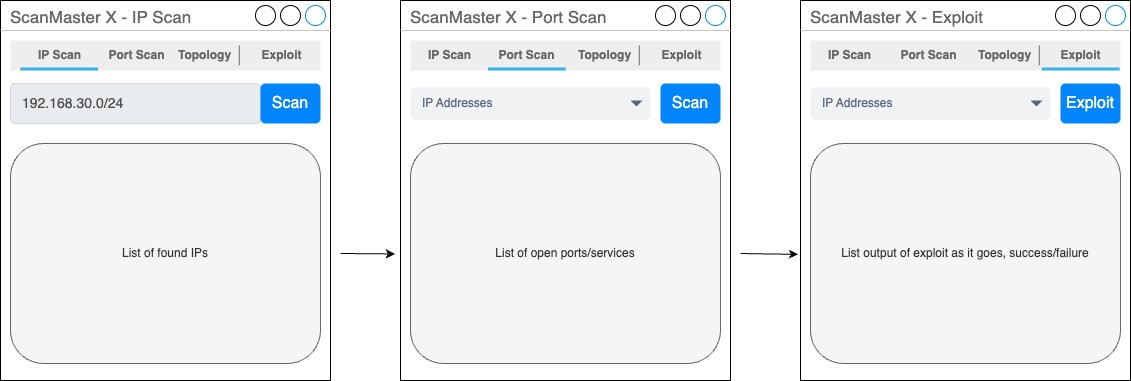 ScanMaster X - IP Scan
IP Scan Port Scan Topology Exploit
192.168.30.0/24 Scan
List of found IPs
ScanMaster X - Port Scan
IP Scan Port Scan Topology Exploit
IP Addresses Scan
List of open ports/services
ScanMaster X - Exploit
IP Scan Port Scan Topology Exploit
IP Addresses Exploit
List output of exploit as it goes, success/failure